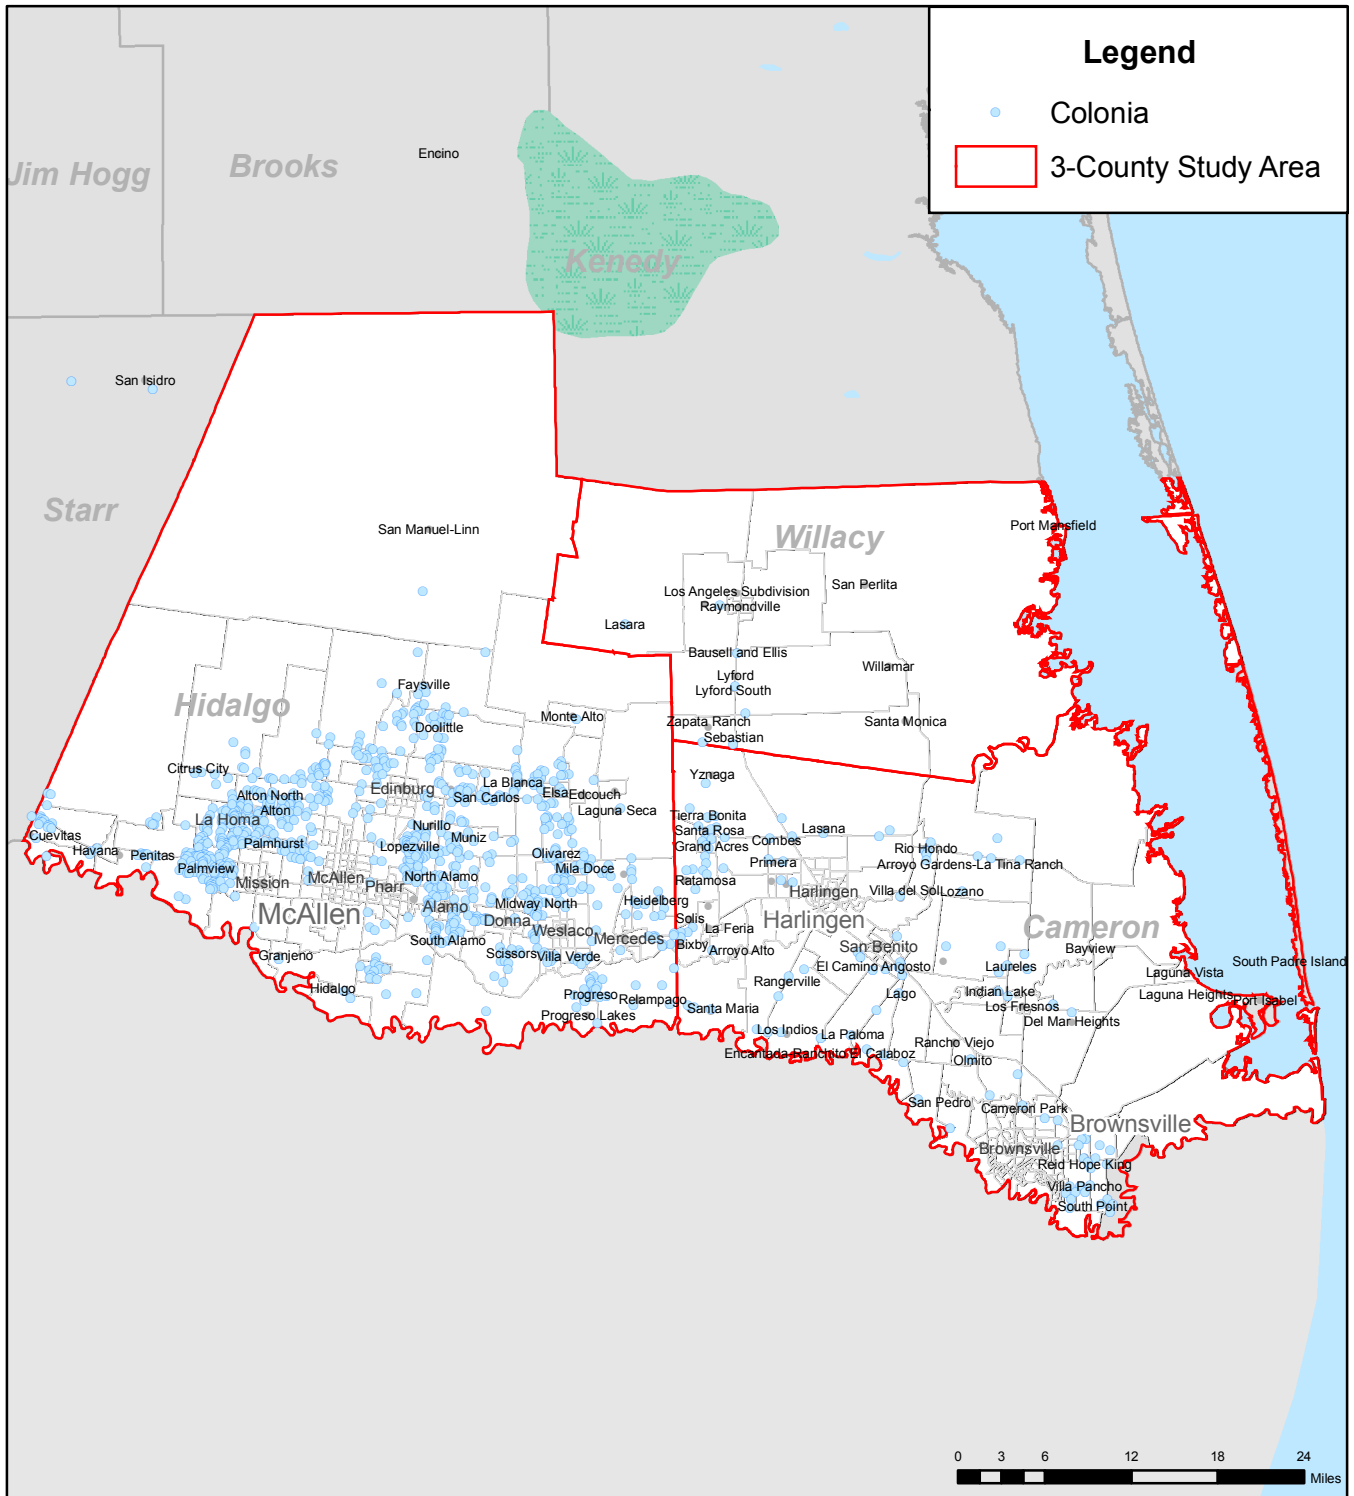 Legend
Colonia
3-County Study Area
Jim Hogg
Brooks
Encino
Kenedy
San Isidro
Starr
San Manuel-Linn
Willacy
Port Mansfield
Los Angeles Subdivision
San Perlita
Raymondville
Lasara
Bausell and Ellis
Willamar
Lyford
Lyford South
Faysville
Hidalgo
Monte Alto
Doolittle
Zapata Ranch
Santa Monica
Sebastian
Citrus City
Yznaga
Edinburg
La Blanca
Alton North
San Carlos
Elsa
Edcouch
Alton
Laguna Seca
La Homa
Tierra Bonita
Nurillo
Santa Rosa
Lasana
Cuevitas
Muniz
Combes
Palmhurst
Lopezville
Grand Acres
Rio Hondo
Havana
Penitas
Olivarez
Primera
Arroyo Gardens-La Tina Ranch
Palmview
Mila Doce
McAllen
North Alamo
Ratamosa
Mission
Pharr
Harlingen
Villa del Sol
Lozano
Midway North
Heidelberg
Alamo
McAllen
Donna
Solis
Harlingen
La Feria
Cameron
Weslaco
Mercedes
South Alamo
Bixby
San Benito
Bayview
Granjeno
Scissors
Villa Verde
Arroyo Alto
El Camino Angosto
Laureles
South Padre Island
Laguna Vista
Rangerville
Hidalgo
Progreso
Lago
Indian Lake
Laguna Heights
Relampago
Port Isabel
Santa Maria
Los Fresnos
Progreso Lakes
Del Mar Heights
Los Indios
La Paloma
Rancho Viejo
Encantada-Ranchito El Calaboz
Olmito
San Pedro
Cameron Park
Brownsville
Brownsville
Reid Hope King
Villa Pancho
South Point
0 3 6 12 18 24
Miles